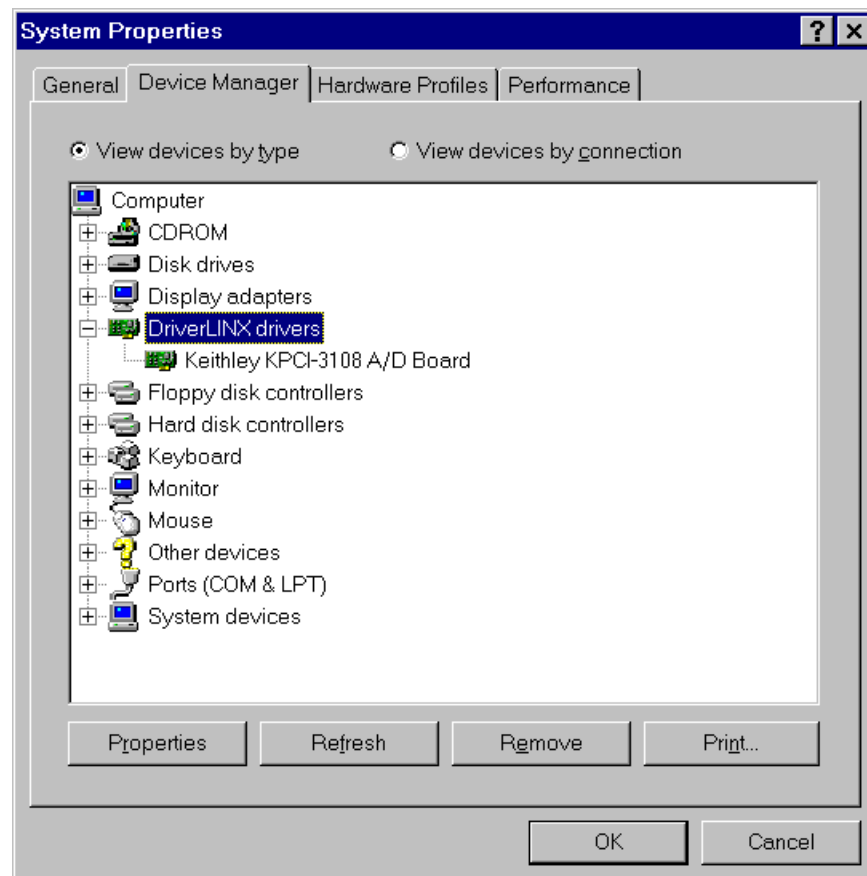 System Properties
General Device Manager Hardware Profiles Performance
View devices by type View devices by connection
Computer
CDROM
Disk drives
Display adapters
DriverLINX drivers
Keithley KPCI-3108 A/D Board
Floppy disk controllers
Hard disk controllers
Keyboard
Monitor
Mouse
Other devices
Ports (COM & LPT)
System devices
Properties Refresh Remove Print...
OK Cancel